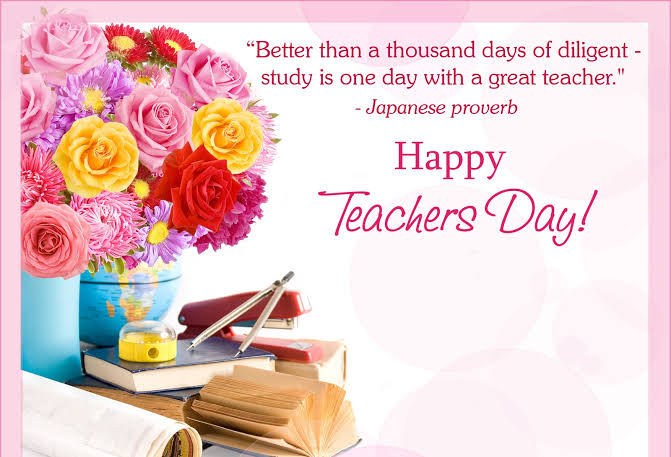 “Better than a thousand days of diligent -
study is one day with a great teacher."
- Japanese proverb
Happy
Teachers Day!